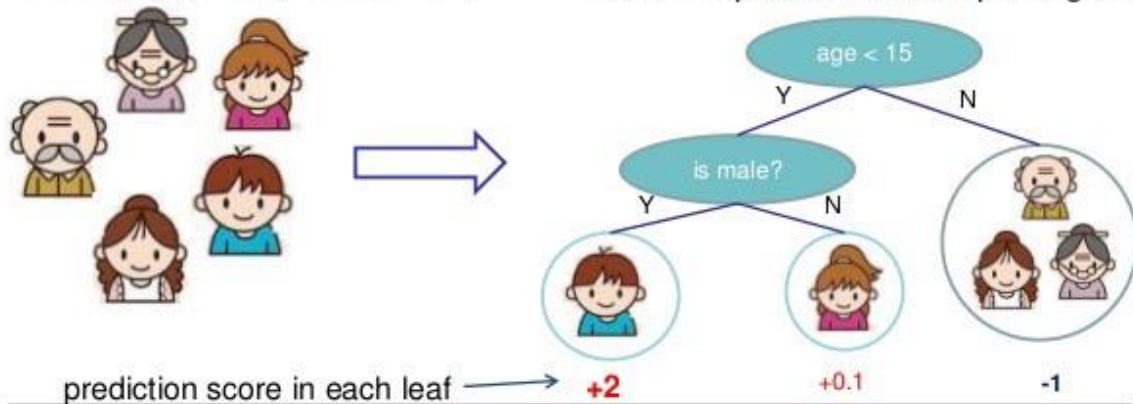 age < 15
Y
N
is male?
Y
N
prediction score in each leaf
+2
+0.1
-1